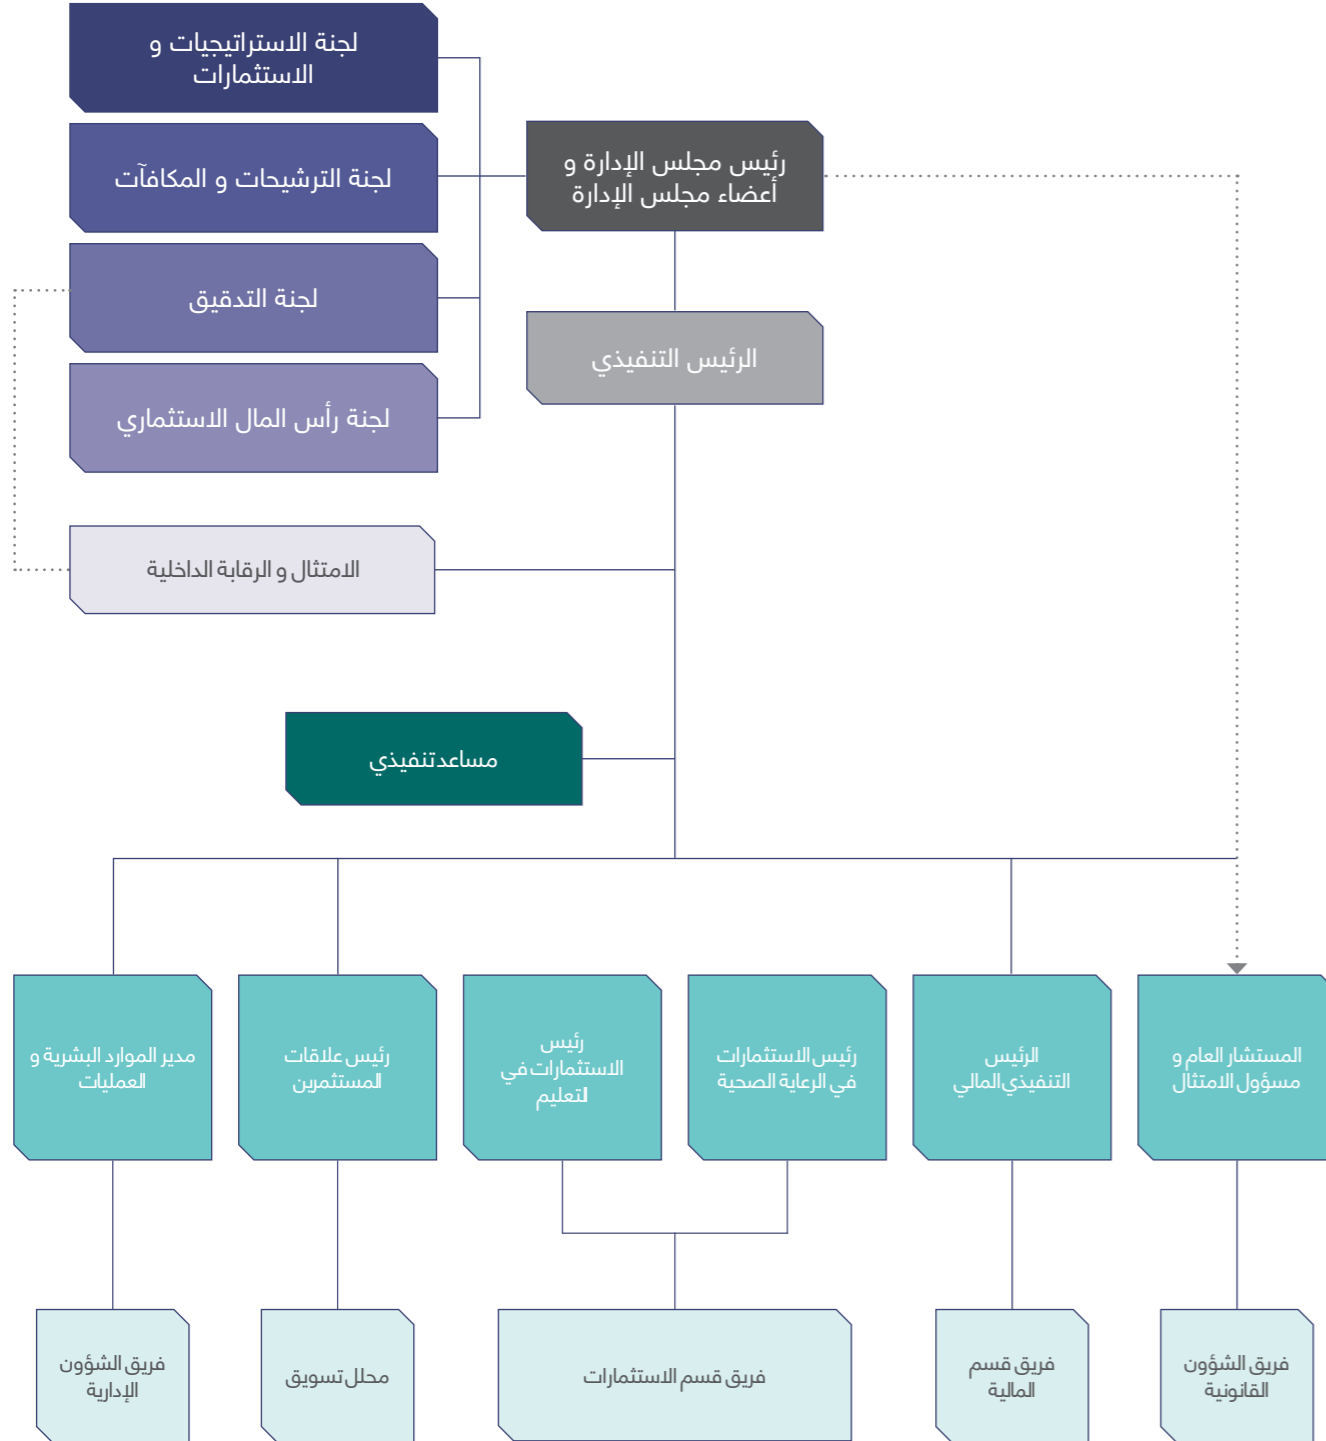 لجنة الاستراتيجيات و
الاستثمارات
رئيس مجلس الإدارة و
أعضاء مجلس الإدارة
لجنة الترشيحات و المكافآت
لجنة التدقيق
الرئيس التنفيذي
لجنة رأس المال الاستثماري
الامتثال و الرقابة الداخلية
مساعد تنفيذي
المستشار العام و
مسؤول الامتثال
الرئيس
التنفيذي المالي
رئيس الاستثمارات
في الرعاية الصحية
رئيس
الاستثمارات في
التعليم
رئيس علاقات
المستثمرين
مدير الموارد البشرية و
العمليات
فريق الشؤون
القانونية
فريق قسم
المالية
فريق قسم الاستثمارات
محلل تسويق
فريق الشؤون
الإدارية